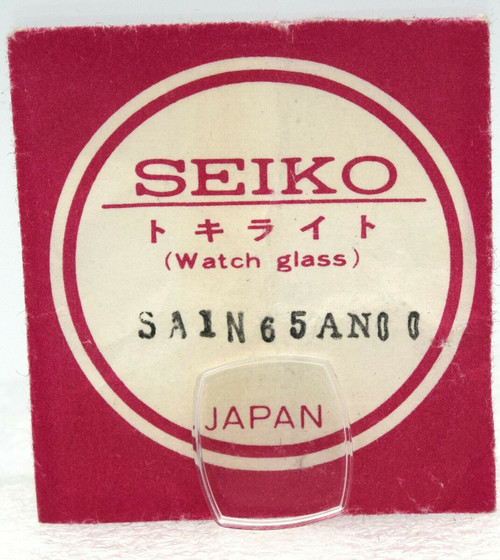 SEIKO
トキライト
(Watch glass)
SA1N65AN00
JAPAN